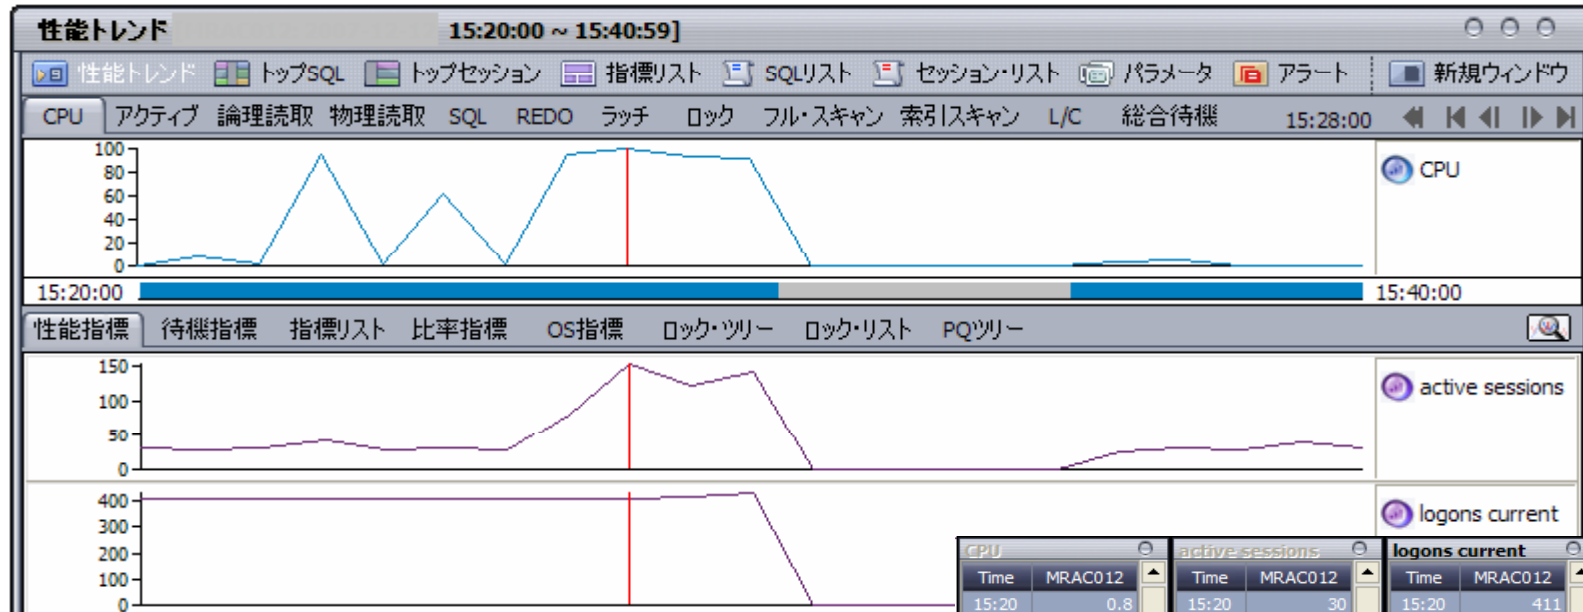 性能トレンド 15:20:00 ~ 15:40:59]
性能トレンド トップSQL トップセッション 指標リスト SQLリスト セッション・リスト パラメータ アラート 新規ウィンドウ
CPU アクティブ 論理読取 物理読取 SQL REDO ラッチ ロック フル・スキャン 索引スキャン L/C 総合待機 15:28:00
100
80
60
40
20
0
CPU
15:20:00 15:40:00
性能指標 待機指標 指標リスト 比率指標 OS指標 ロック・ツリー ロック・リスト PQツリー
150
100
50
0
active sessions
400
300
200
100
0
logons current
CPU active sessions logons current
Time MRAC012 Time MRAC012 Time MRAC012
15:20 0.8 15:20 30 15:20 411